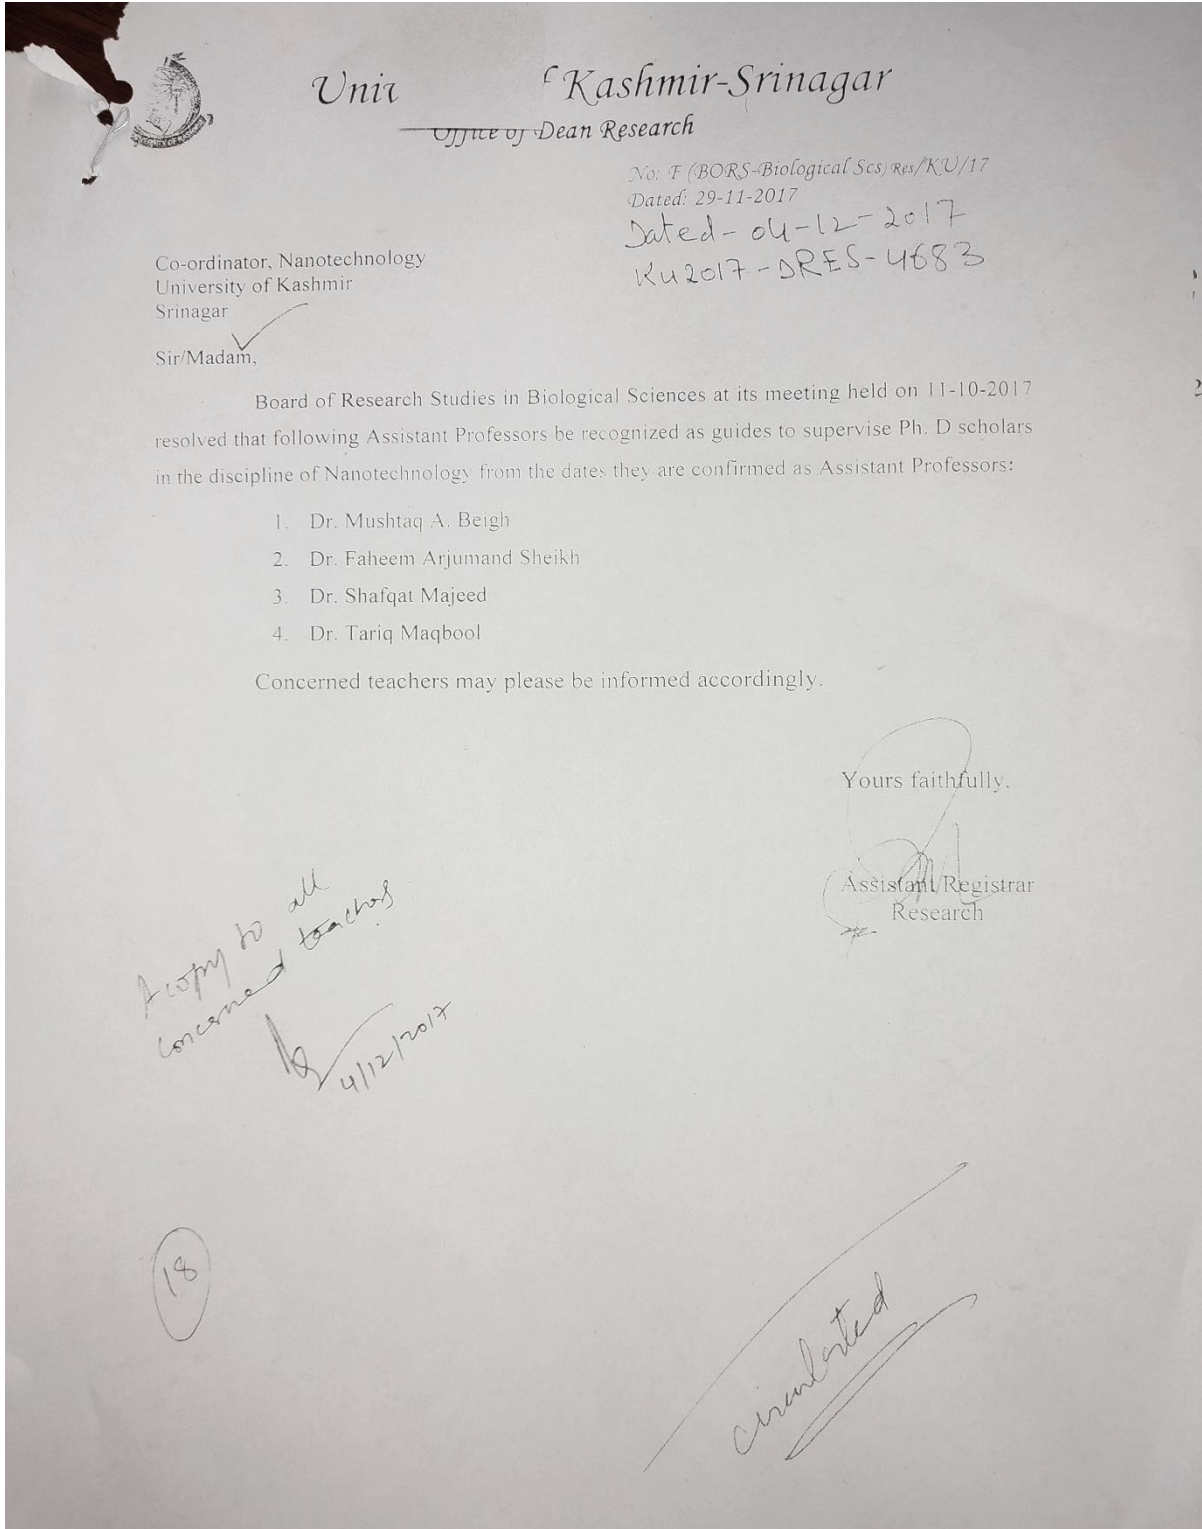 Univ f Kashmir-Srinagar
Office of Dean Research
No: F (BORS-Biological Scs) Res/KU/17
Dated: 29-11-2017
Dated- 04-12-2017
Ku2017-DRES-4683
Co-ordinator, Nanotechnology
University of Kashmir
Srinagar
Sir/Madam,
Board of Research Studies in Biological Sciences at its meeting held on 11-10-2017
resolved that following Assistant Professors be recognized as guides to supervise Ph. D scholars
in the discipline of Nanotechnology from the dates they are confirmed as Assistant Professors:
1. Dr. Mushtaq A. Beigh
2. Dr. Faheem Arjumand Sheikh
3. Dr. Shafqat Majeed
4. Dr. Tariq Maqbool
Concerned teachers may please be informed accordingly.
Yours faithfully,
Assistant Registrar
Research
A copy to all
concerned teachers
4/12/2017
18
circulated